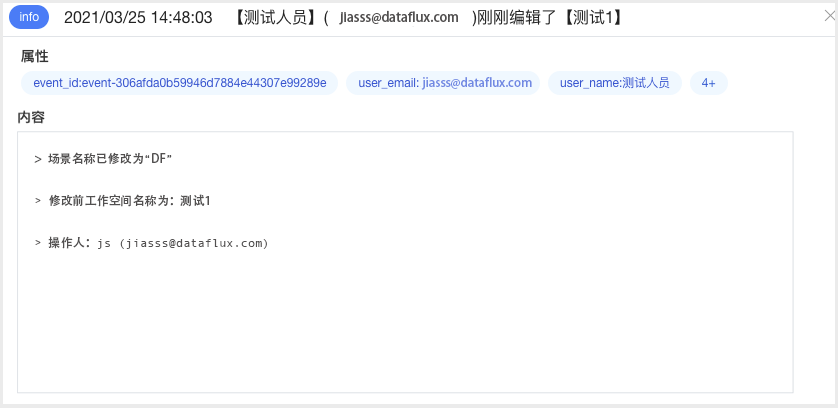 info 2021/03/25 14:48:03 【测试人员】( jiasss@dataflux.com )刚刚编辑了【测试1】
属性
event_id:event-306afda0b59946d7884e44307e99289e user_email: jiasss@dataflux.com user_name:测试人员 4+
内容
> 场景名称已修改为“DF”
> 修改前工作空间名称为：测试1
> 操作人：js (jiasss@dataflux.com)